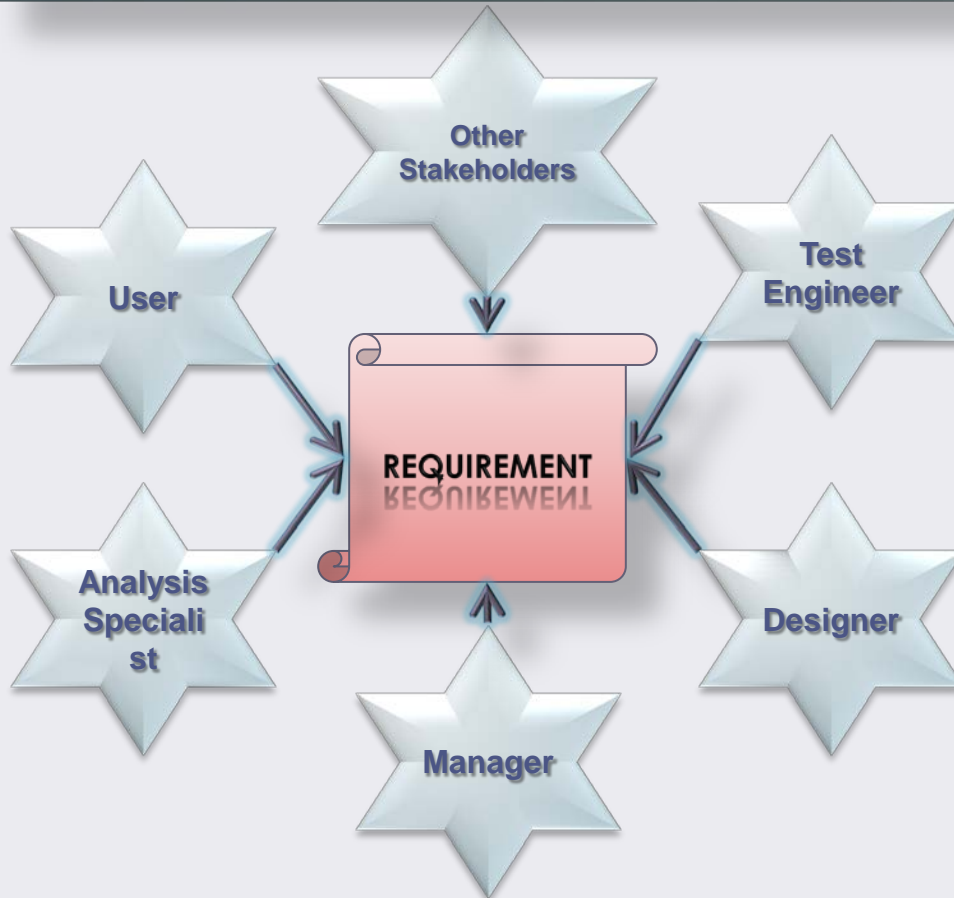 Other
Stakeholders
User
Test
Engineer
REQUIREMENT
Analysis
Speciali
st
Designer
Manager